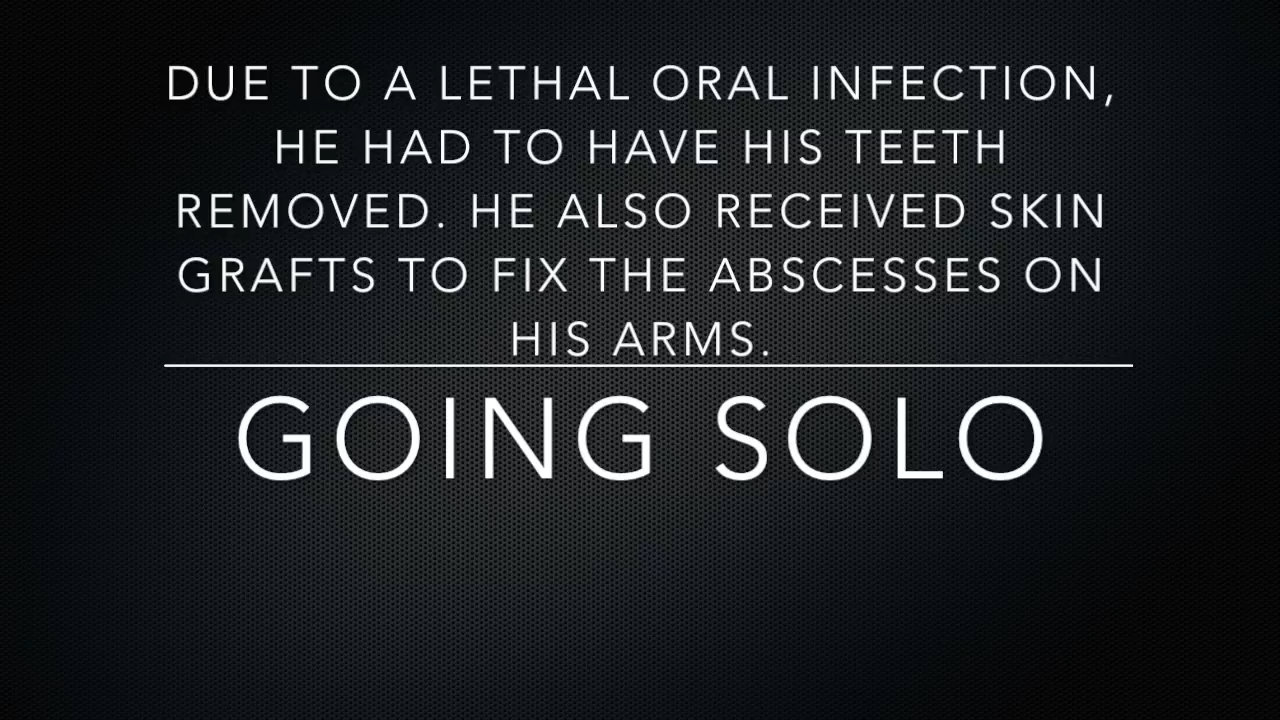 DUE TO A LETHAL ORAL INFECTION,
HE HAD TO HAVE HIS TEETH
REMOVED. HE ALSO RECEIVED SKIN
GRAFTS TO FIX THE ABSCESSES ON
HIS ARMS.
GOING SOLO